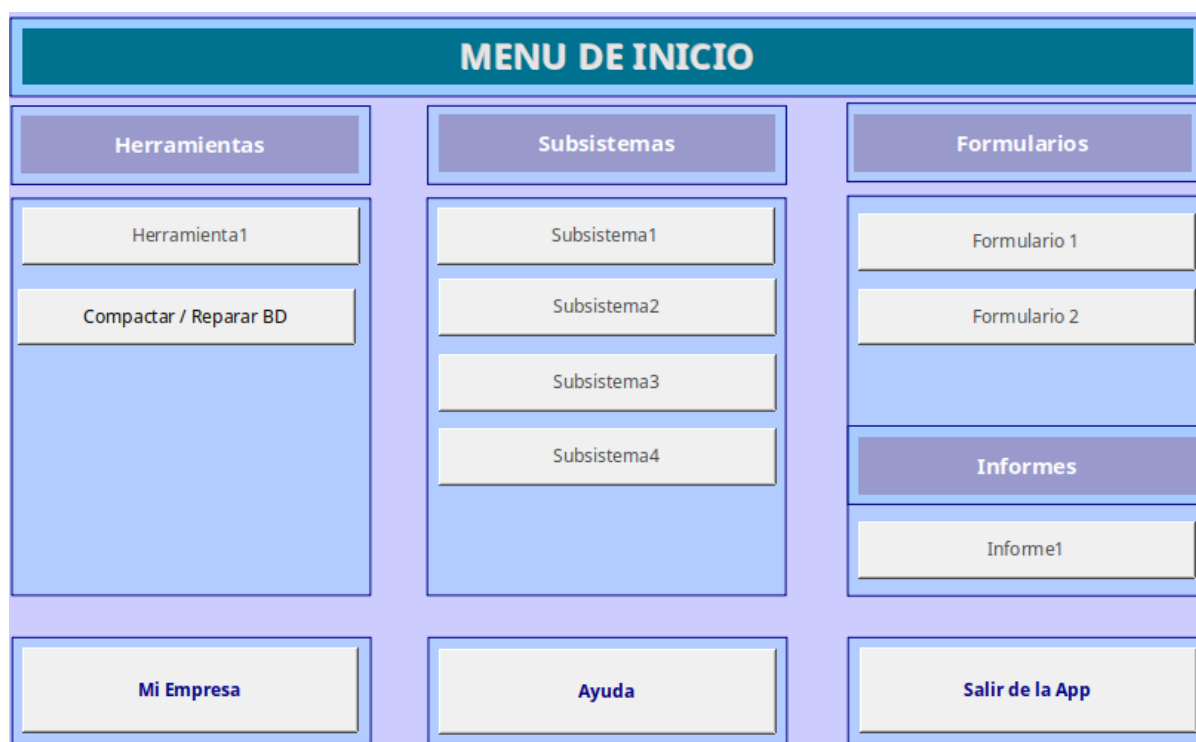 MENU DE INICIO
Herramientas
Herramienta1
Compactar / Reparar BD
Subsistemas
Subsistema1
Subsistema2
Subsistema3
Subsistema4
Formularios
Formulario 1
Formulario 2
Informes
Informe1
Mi Empresa
Ayuda
Salir de la App